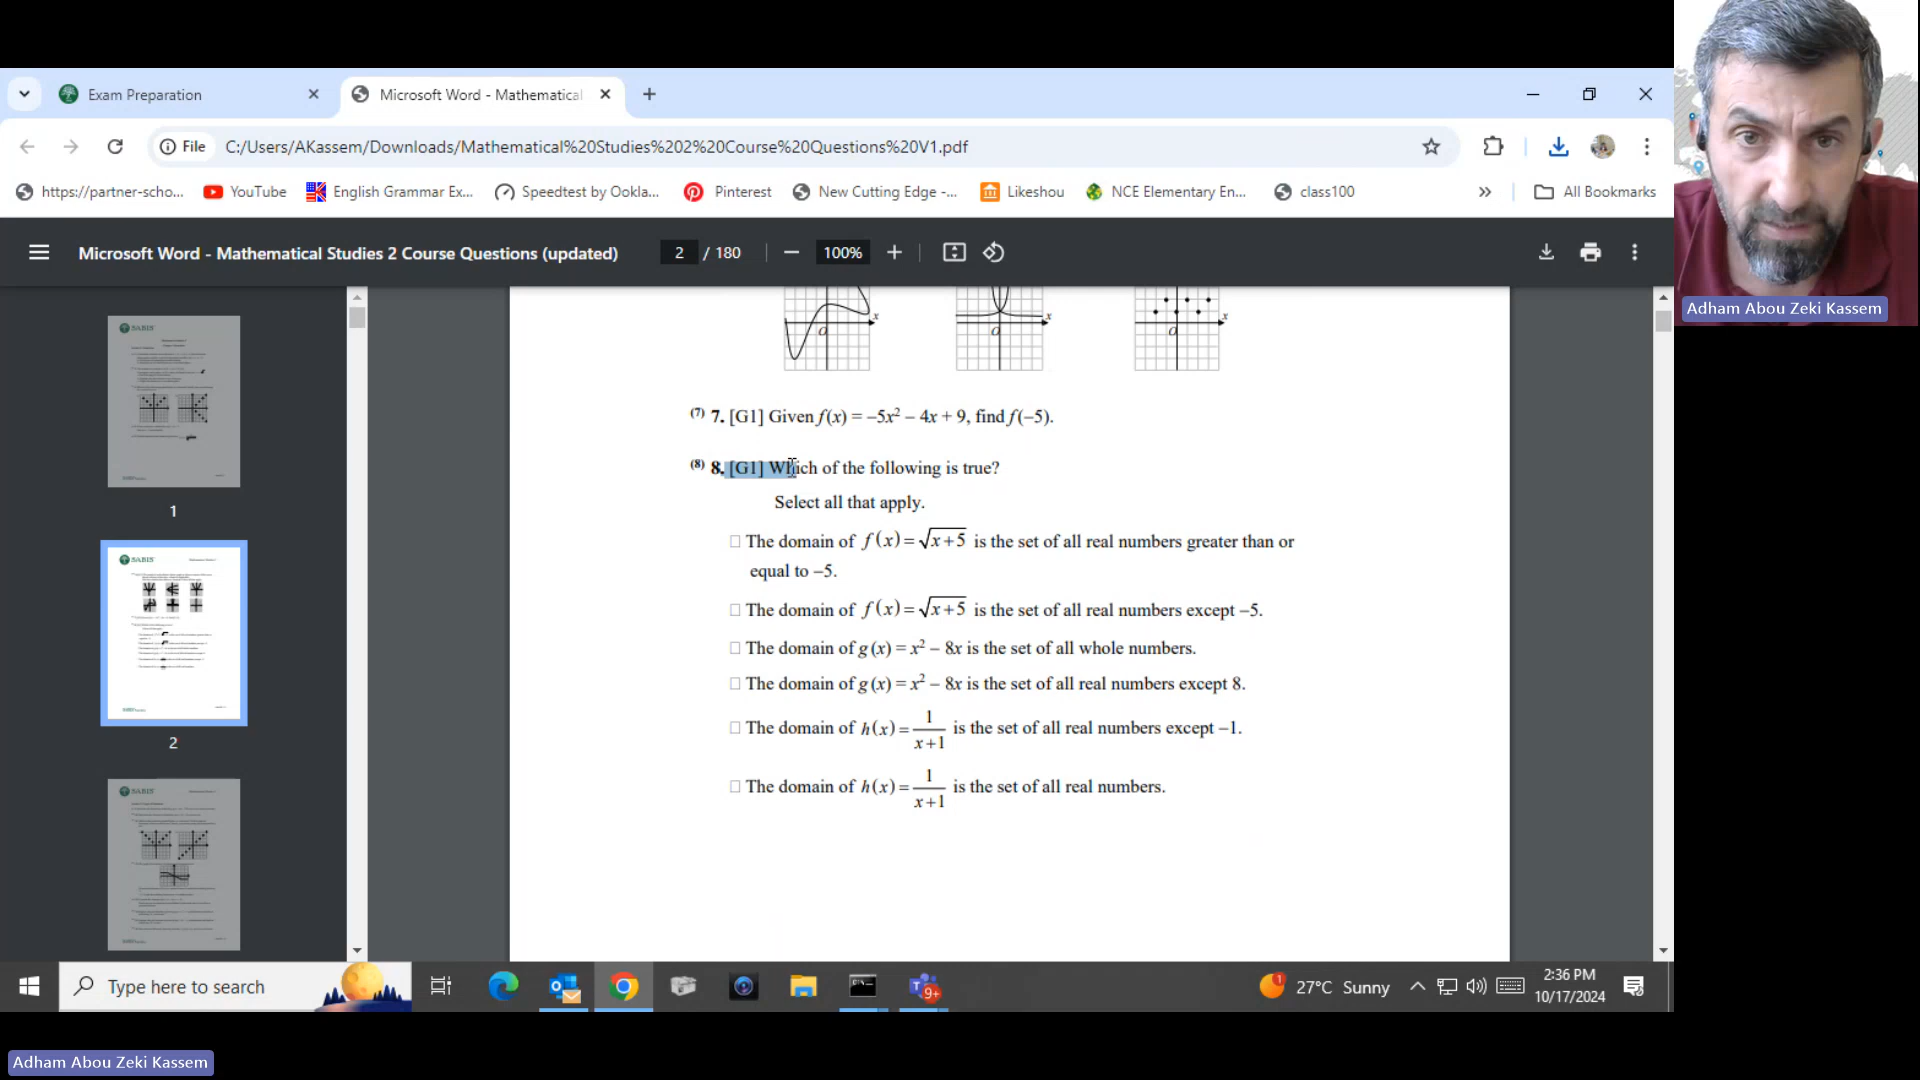 Exam Preparation
Microsoft Word - Mathematical
File
C:/Users/AKassem/Downloads/Mathematical%20Studies%202%20Course%20Questions%20V1.pdf
https://partner-scho...
YouTube
English Grammar Ex...
Speedtest by Ookla...
Pinterest
New Cutting Edge -...
Likeshou
NCE Elementary En...
class100
»
All Bookmarks
Microsoft Word - Mathematical Studies 2 Course Questions (updated)
2 / 180
100%
Adham Abou Zeki Kassem
SABIS
1
SABIS
2
SABIS
x
O
x
O
x
O
(7) 7. [G1] Given f(x) = –5x² – 4x + 9, find f(–5).
(8) 8. [G1] Which of the following is true?
Select all that apply.
□ The domain of f(x) = √(x+5) is the set of all real numbers greater than or
equal to –5.
□ The domain of f(x) = √(x+5) is the set of all real numbers except –5.
□ The domain of g(x) = x² – 8x is the set of all whole numbers.
□ The domain of g(x) = x² – 8x is the set of all real numbers except 8.
□ The domain of h(x) = 1/(x+1) is the set of all real numbers except –1.
□ The domain of h(x) = 1/(x+1) is the set of all real numbers.
Type here to search
9+
1
27°C Sunny
2:36 PM
10/17/2024
Adham Abou Zeki Kassem